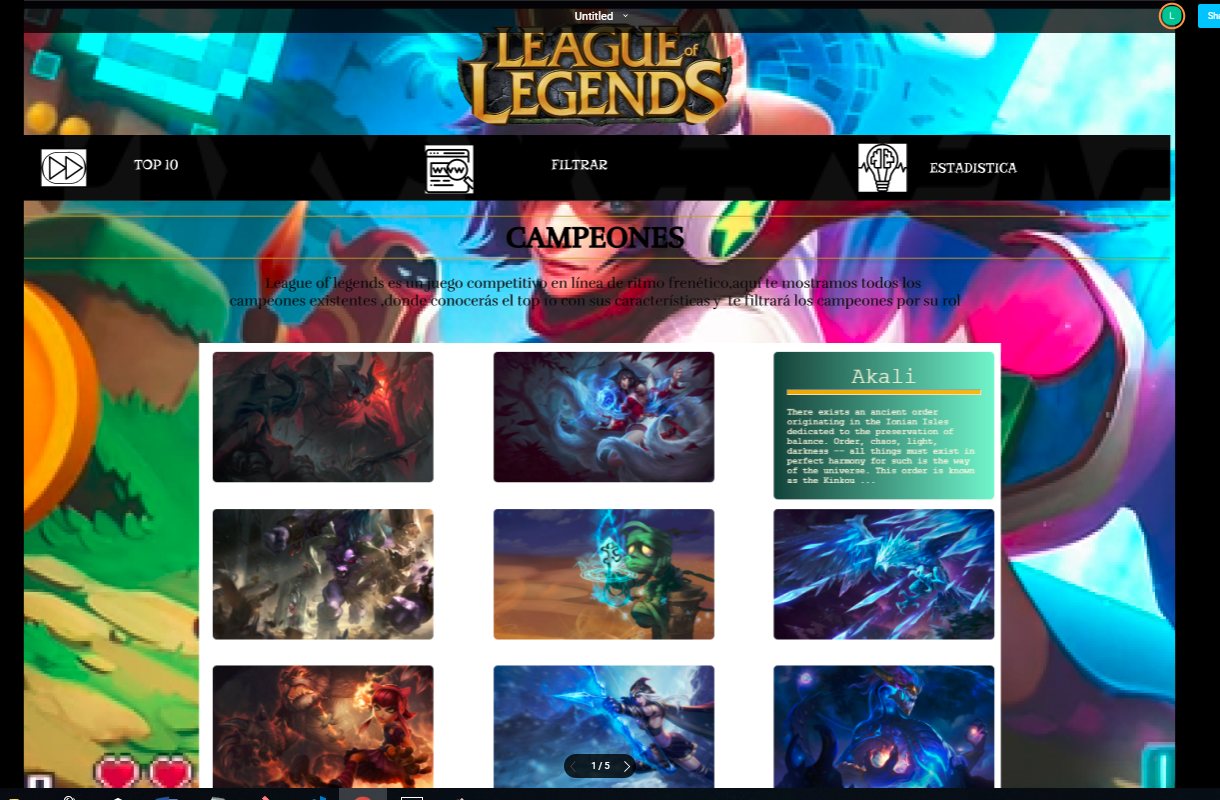 Untitled
L
Sha
LEAGUE of
LEGENDS
TOP 10
WWW
FILTRAR
ESTADISTICA
CAMPEONES
League of legends es un juego competitivo en línea de ritmo frenético,aquí te mostramos todos los
campeones existentes ,donde conocerás el top 10 con sus características y te filtrará los campeones por su rol
Akali
There exists an ancient order
originating in the Ionian Isles
dedicated to the preservation of
balance. Order, chaos, light,
darkness -- all things must exist in
perfect harmony for such is the way
of the universe. This order is known
as the Kinkou ...
1 / 5